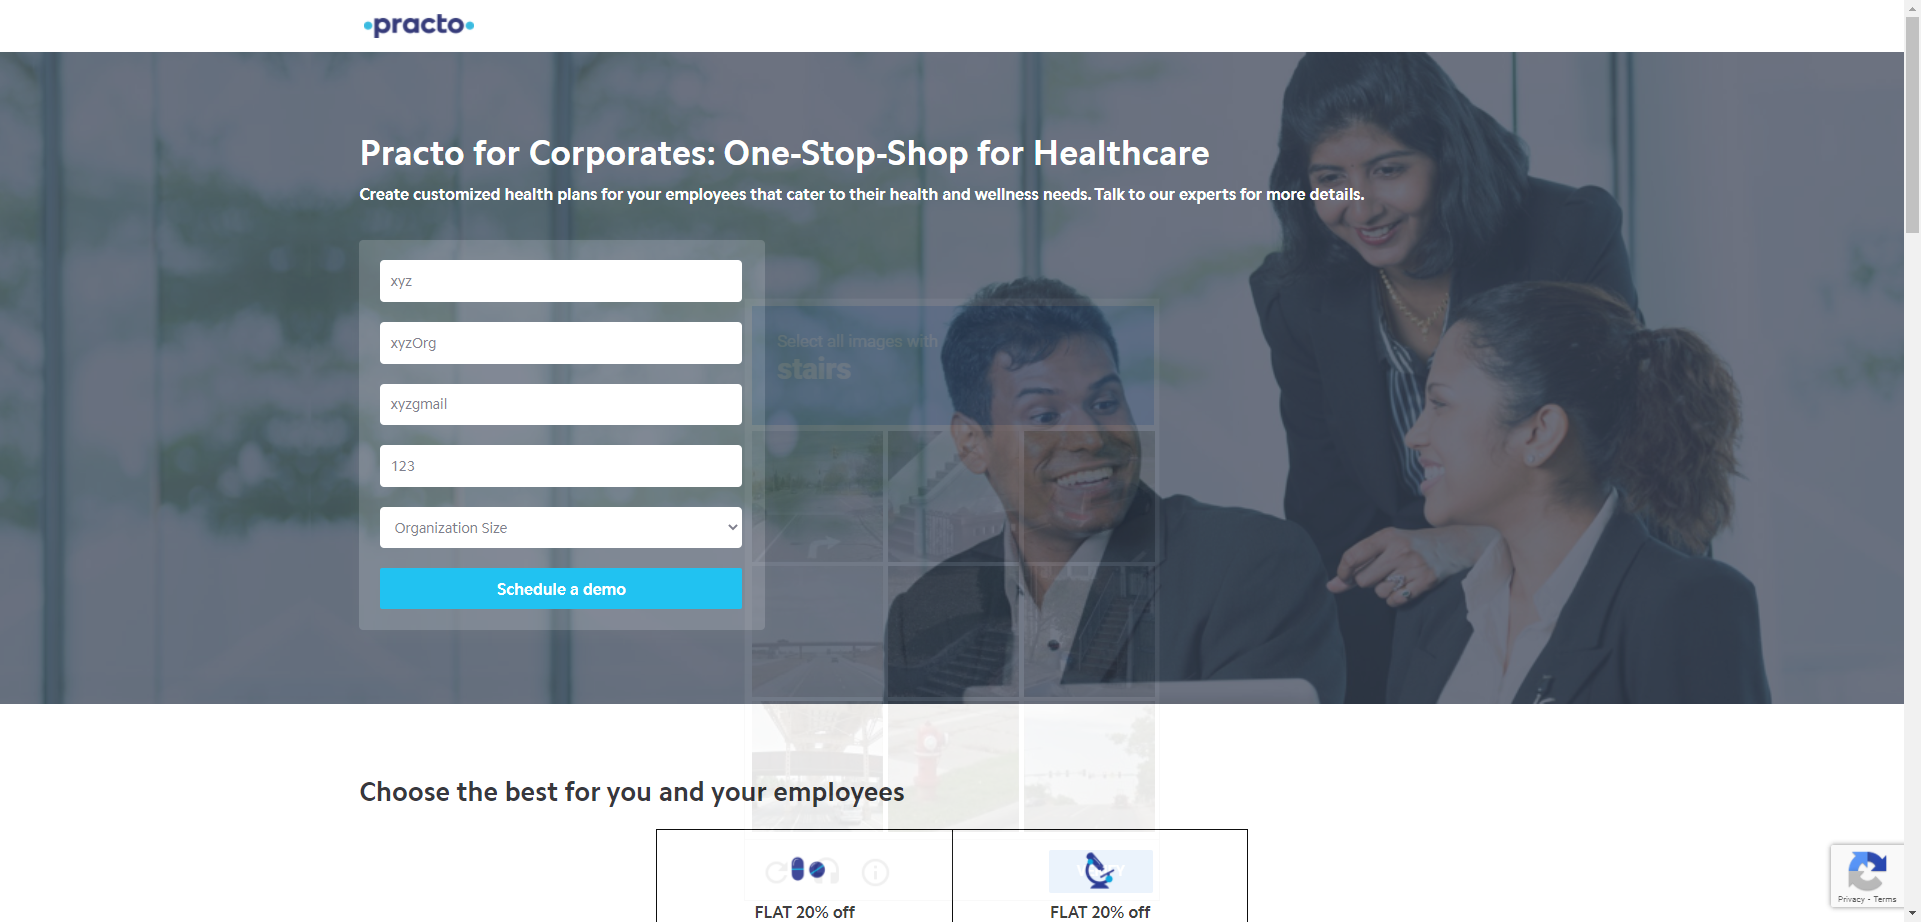 practo
Practo for Corporates: One-Stop-Shop for Healthcare
Create customized health plans for your employees that cater to their health and wellness needs. Talk to our experts for more details.
xyz
xyzOrg
xyzgmail
123
Organization Size
Schedule a demo
Select all images with
stairs
Choose the best for you and your employees
FLAT 20% off
FLAT 20% off
Privacy - Terms